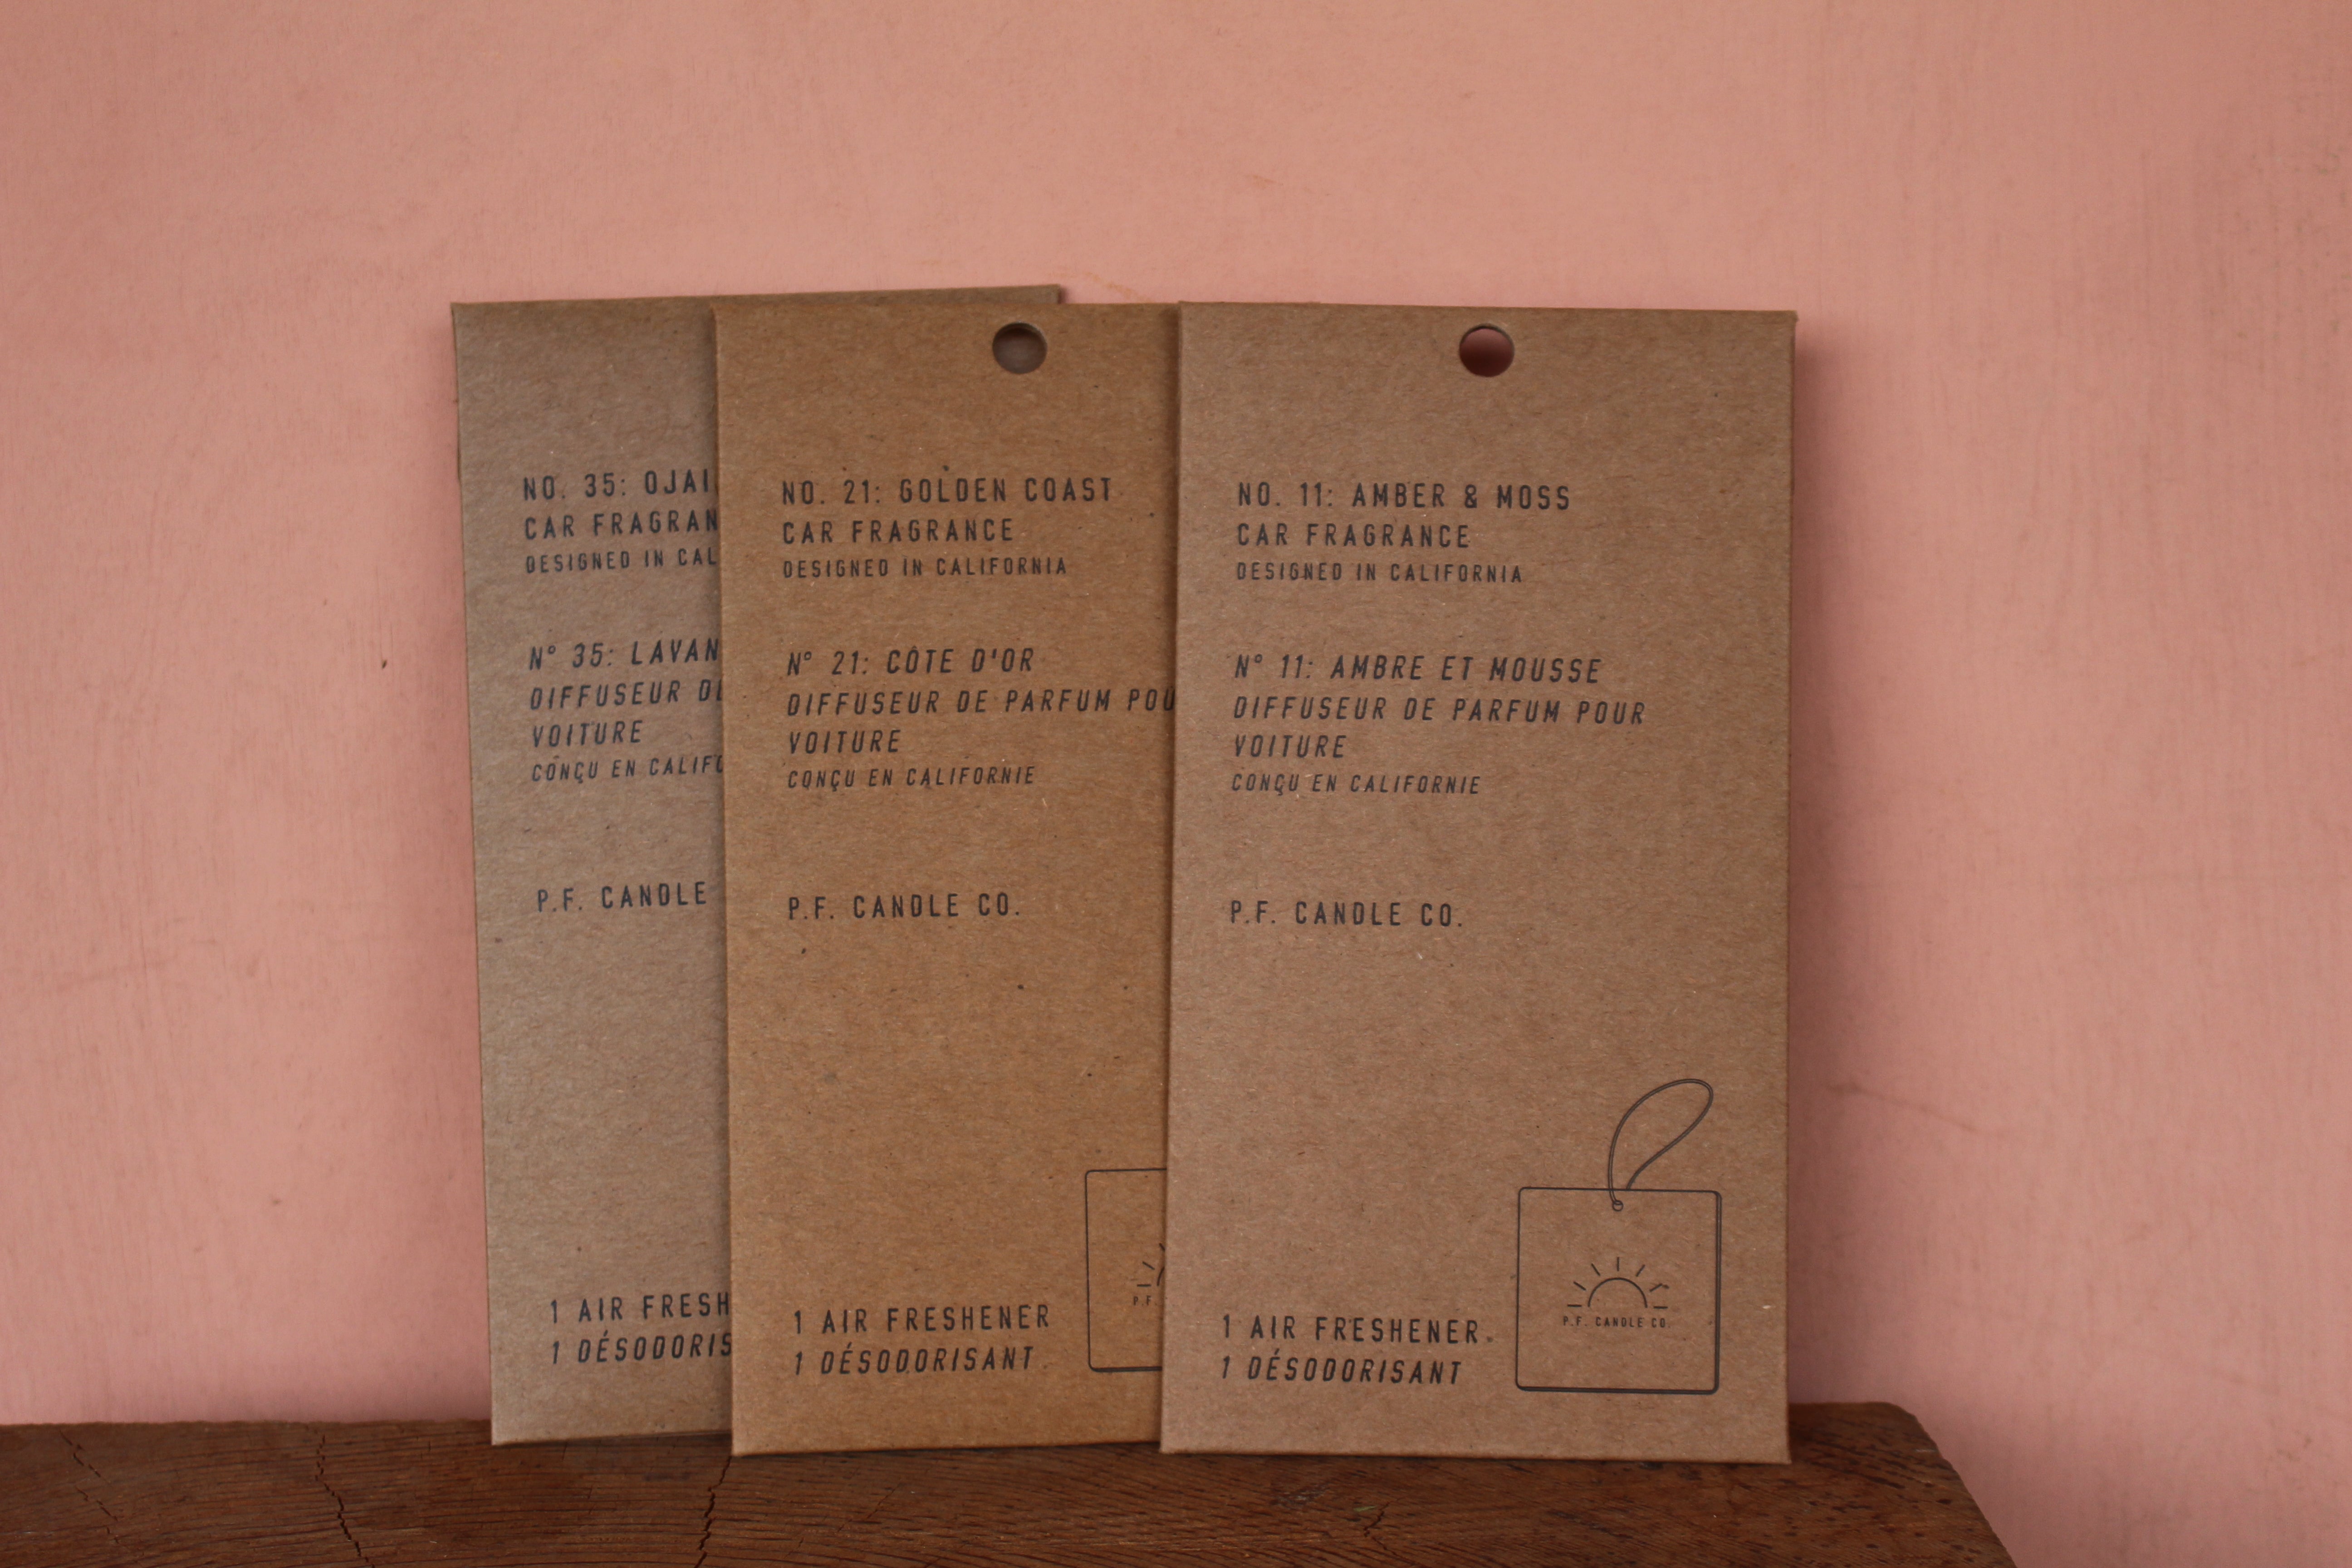 NO. 35: OJAI
CAR FRAGRAN
DESIGNED IN CAL
N° 35: LAVAN
DIFFUSEUR DE
VOITURE
CONÇU EN CALIFO
P.F. CANDLE
1 AIR FRESH
1 DÉSODORIS
NO. 21: GOLDEN COAST
CAR FRAGRANCE
DESIGNED IN CALIFORNIA
N° 21: CÔTE D'OR
DIFFUSEUR DE PARFUM POU
VOITURE
CONÇU EN CALIFORNIE
P.F. CANDLE CO.
1 AIR FRESHENER
1 DÉSODORISANT
P.F.
NO. 11: AMBER & MOSS
CAR FRAGRANCE
DESIGNED IN CALIFORNIA
N° 11: AMBRE ET MOUSSE
DIFFUSEUR DE PARFUM POUR
VOITURE
CONÇU EN CALIFORNIE
P.F. CANDLE CO.
1 AIR FRESHENER
1 DÉSODORISANT
P.F. CANDLE CO.